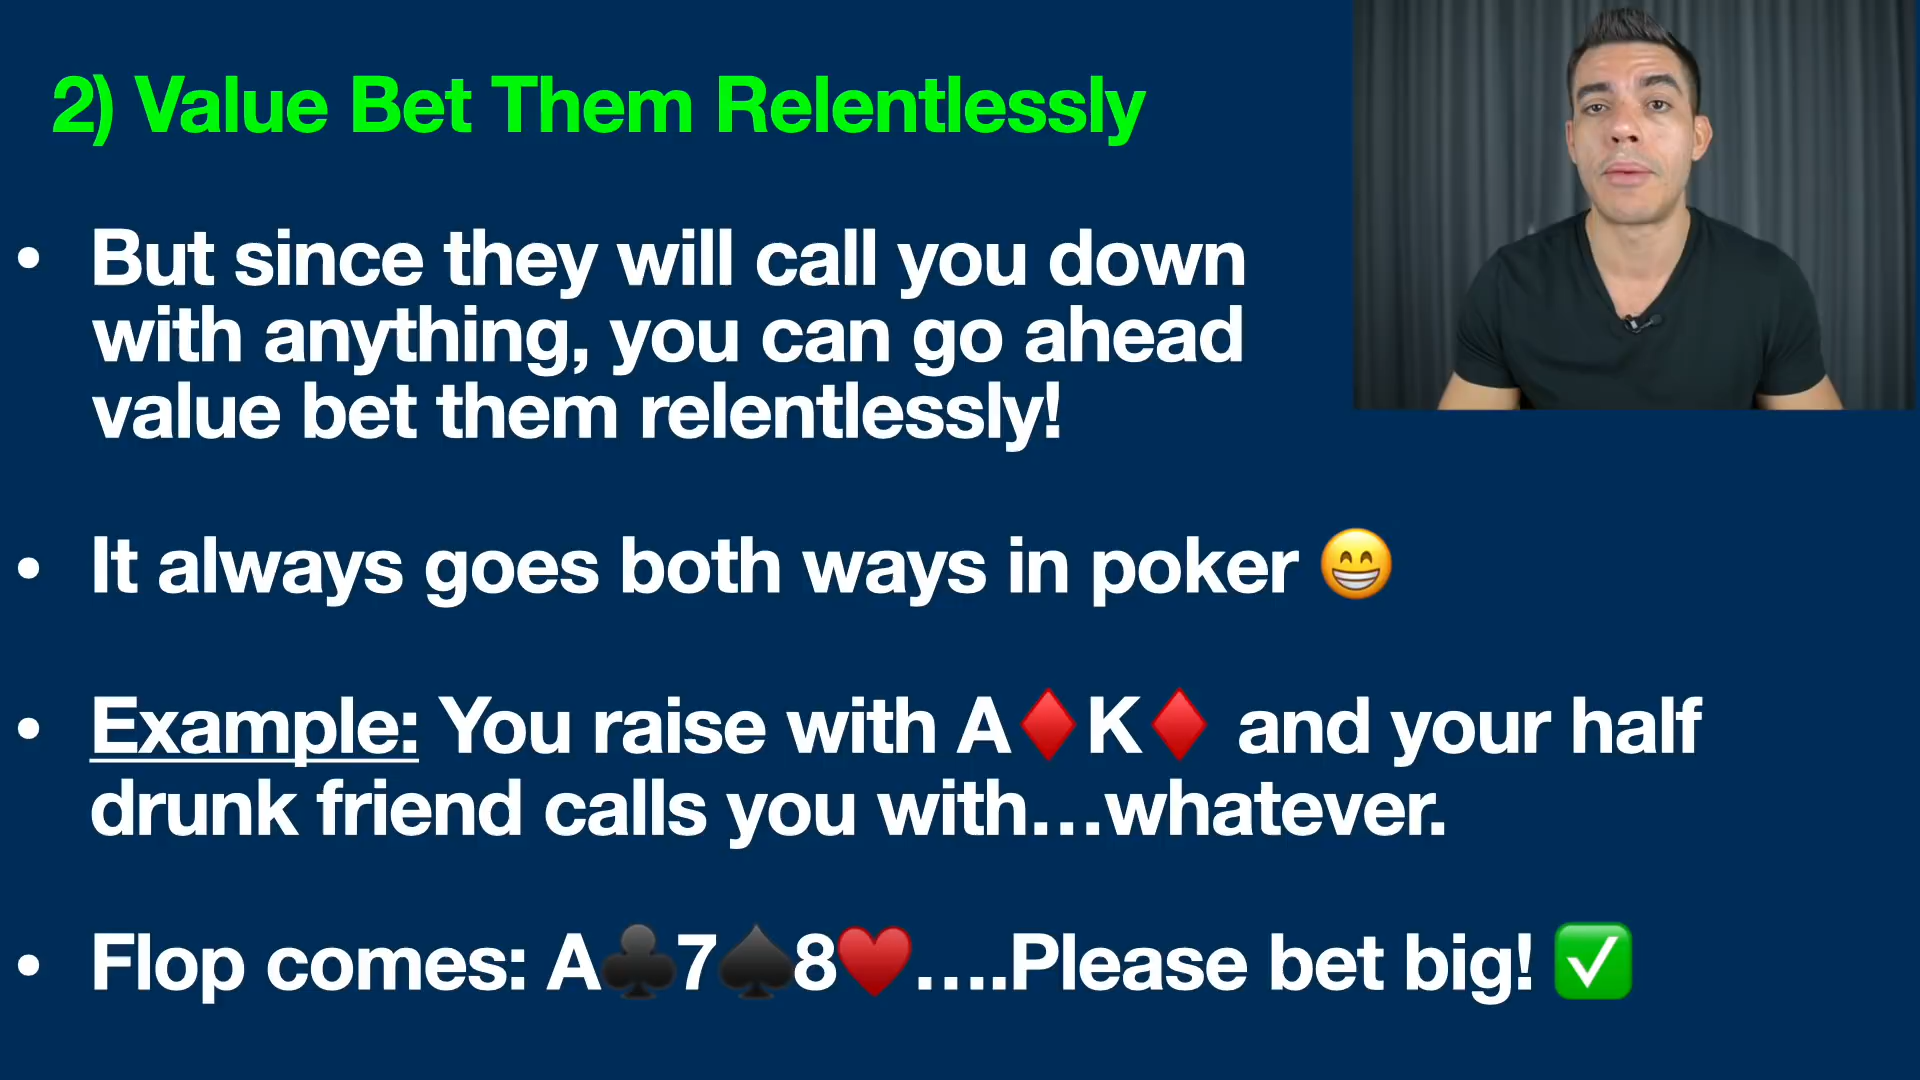 2) Value Bet Them Relentlessly
• But since they will call you down
with anything, you can go ahead
value bet them relentlessly!
• It always goes both ways in poker 😁
• Example: You raise with A♦K♦ and your half
drunk friend calls you with…whatever.
• Flop comes: A♣7♠8♥….Please bet big! ✅